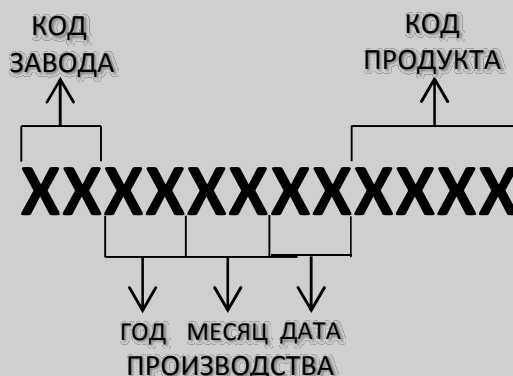 КОД
ЗАВОДА
КОД
ПРОДУКТА
XXXXXXXXXXXX
ГОД МЕСЯЦ ДАТА
ПРОИЗВОДСТВА